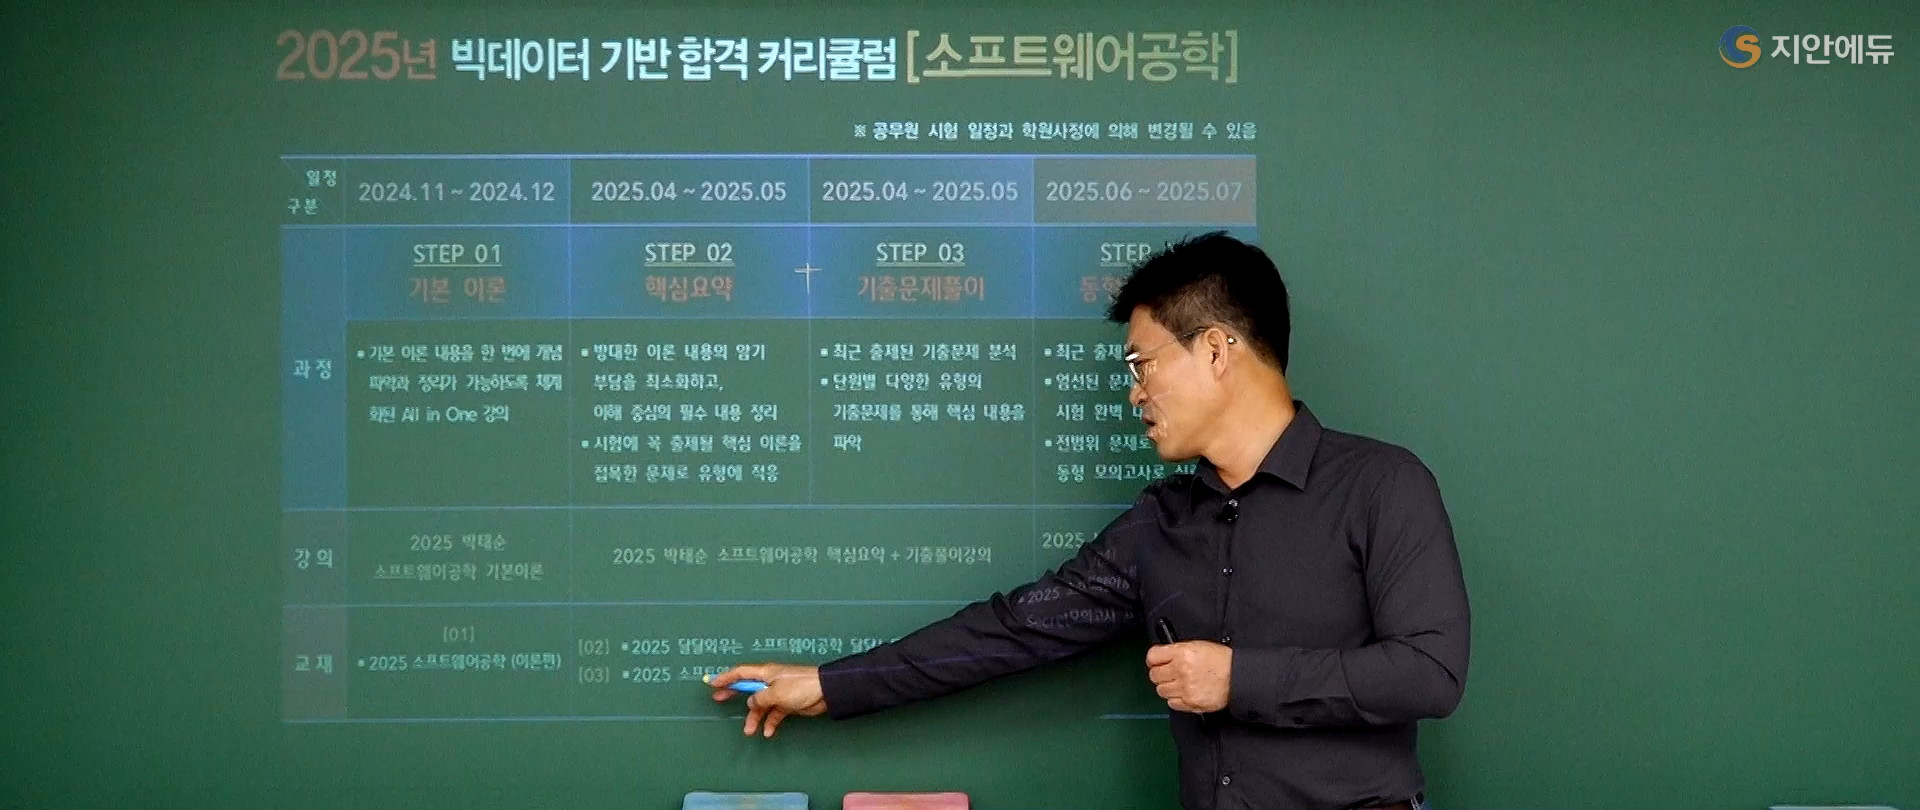 2025년 빅데이터 기반 합격 커리큘럼 [소프트웨어공학]
지안에듀
※ 공무원 시험 일정과 학원사정에 의해 변경될 수 있음
일정
구분
2024.11 ~ 2024.12
2025.04 ~ 2025.05
2025.04 ~ 2025.05
2025.06 ~ 2025.07
과정
STEP 01
기본 이론
• 기본 이론 내용을 한 번에 개념
파악과 정리가 가능하도록 체계
화된 All in One 강의
STEP 02
핵심요약
• 방대한 이론 내용의 암기
부담을 최소화하고,
이해 중심의 필수 내용 정리
• 시험에 꼭 출제될 핵심 이론을
접목한 문제로 유형에 적응
+
STEP 03
기출문제풀이
• 최근 출제된 기출문제 분석
• 단원별 다양한 유형의
기출문제를 통해 핵심 내용을
파악
STEP
• 최근
• 엄선된
시험 완벽
• 전범위 문제로
동형 모의고사로
강의
2025 박태순
소프트웨어공학 기본이론
2025 박태순 소프트웨어공학 핵심요약 + 기출풀이강의
2025
교재
[01]
• 2025 소프트웨어공학 (이론편)
[02] • 2025 달달외우는 소프트웨어공학
[03] • 2025
• 2025